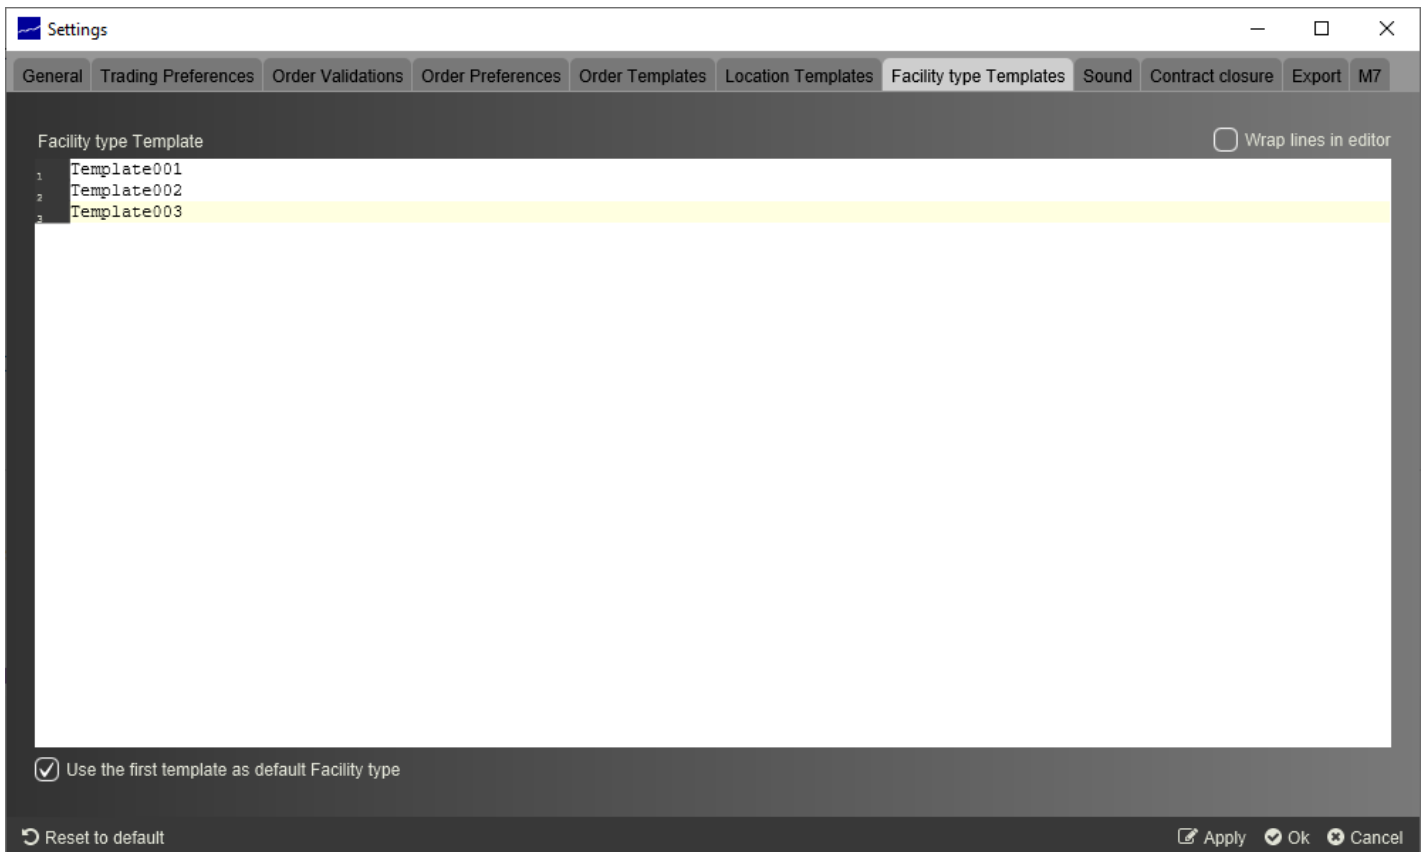 Settings
General Trading Preferences Order Validations Order Preferences Order Templates Location Templates Facility type Templates Sound Contract closure Export M7
Facility type Template Wrap lines in editor
1 Template001
2 Template002
3 Template003
Use the first template as default Facility type
Reset to default Apply Ok Cancel